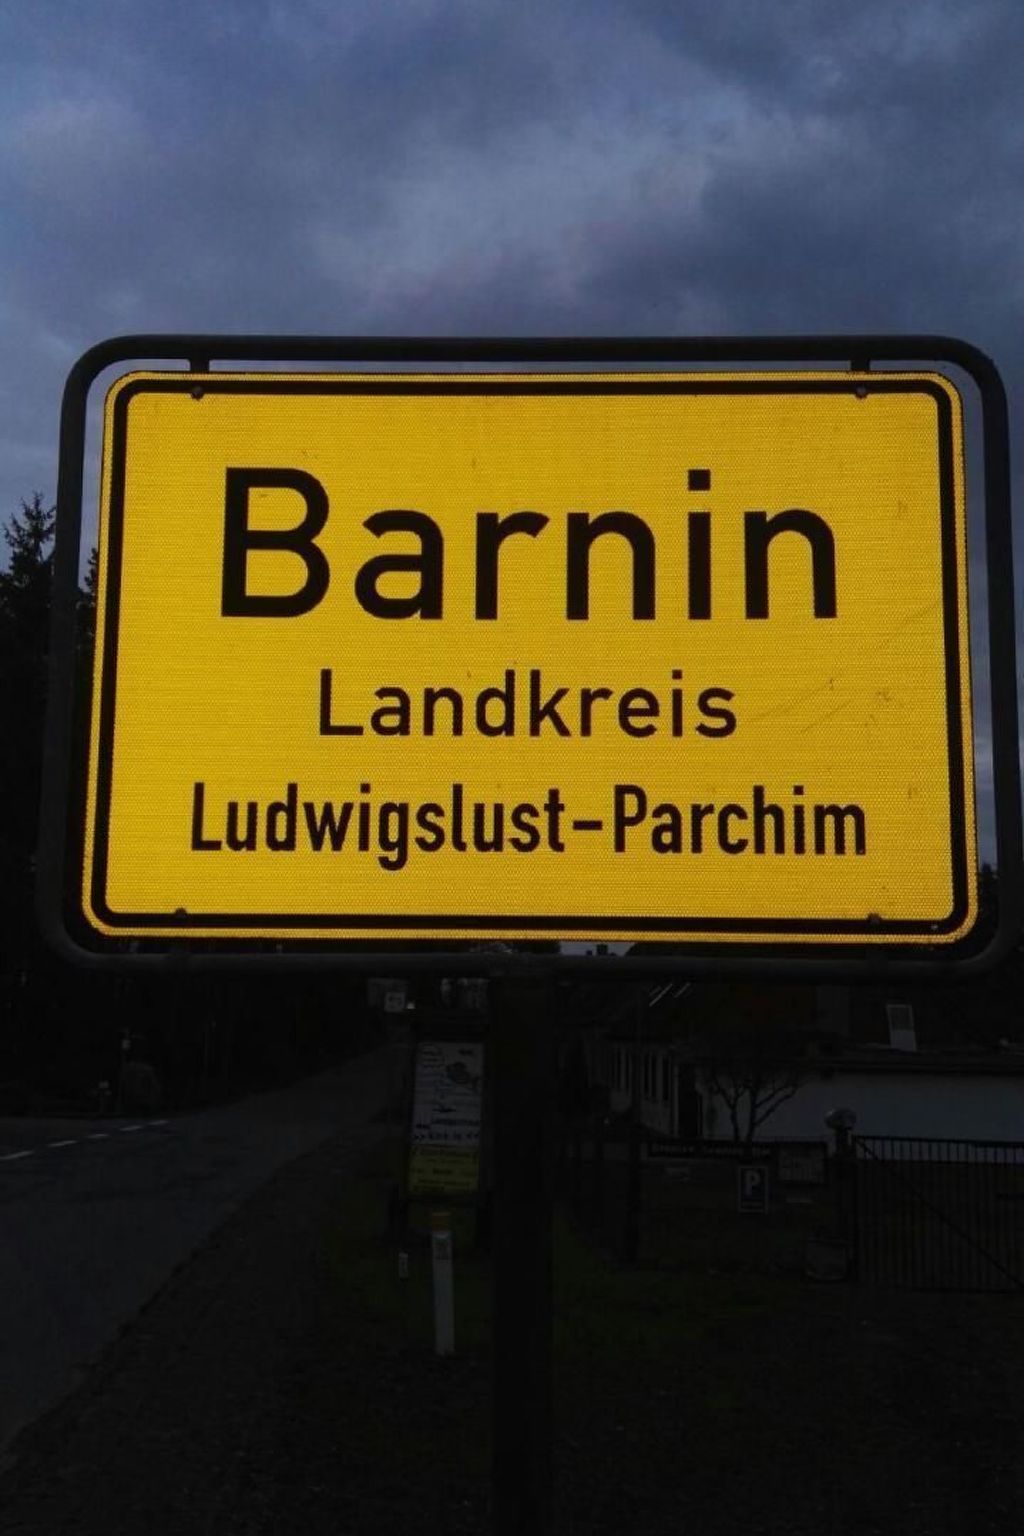 Barnin
Landkreis
Ludwigslust-Parchim
P